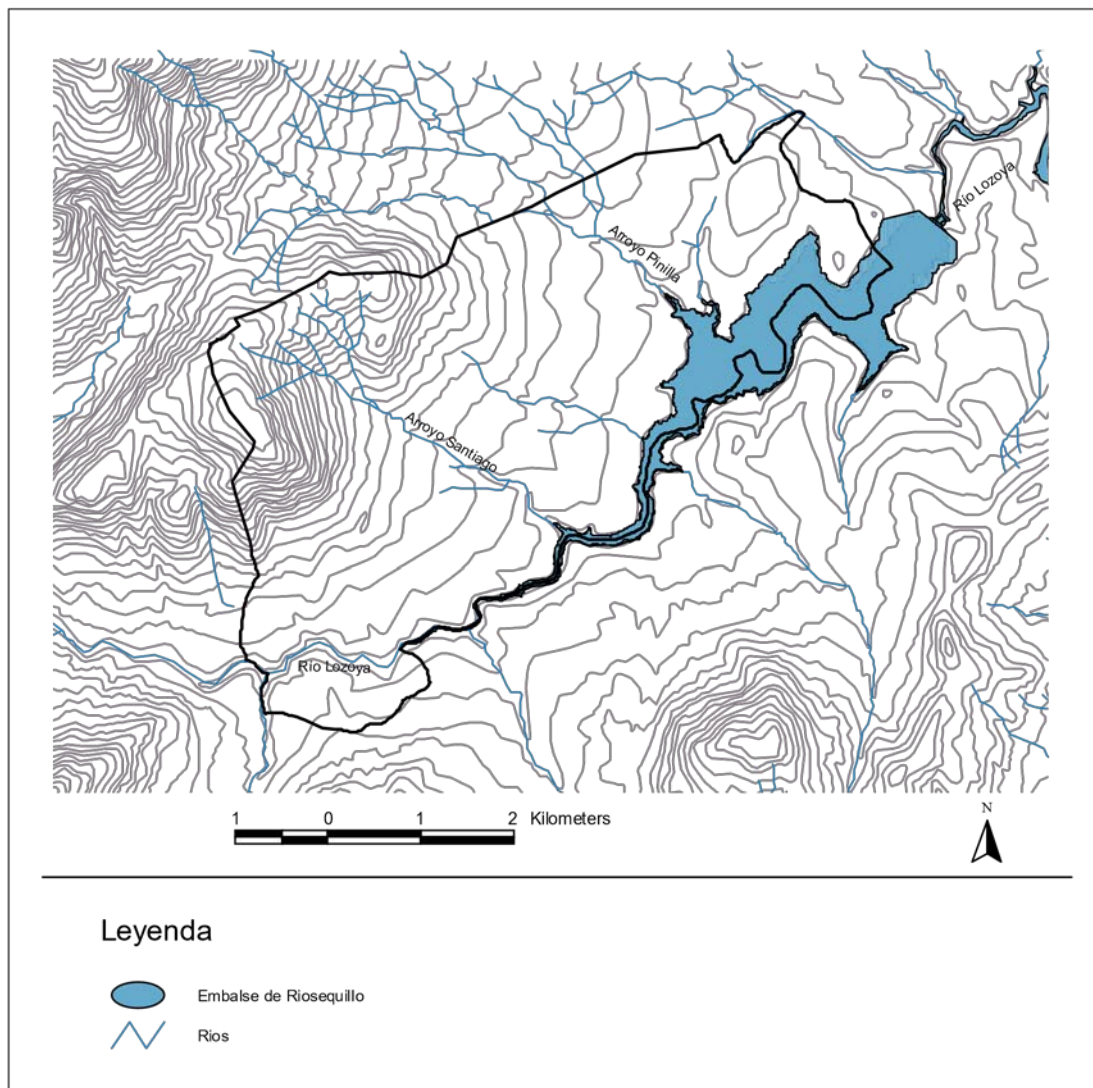 Río Lozoya
Arroyo Pinilla
Arroyo Santiago
Río Lozoya
1 0 1 2 Kilometers
N
Leyenda
Embalse de Riosequillo
Rios